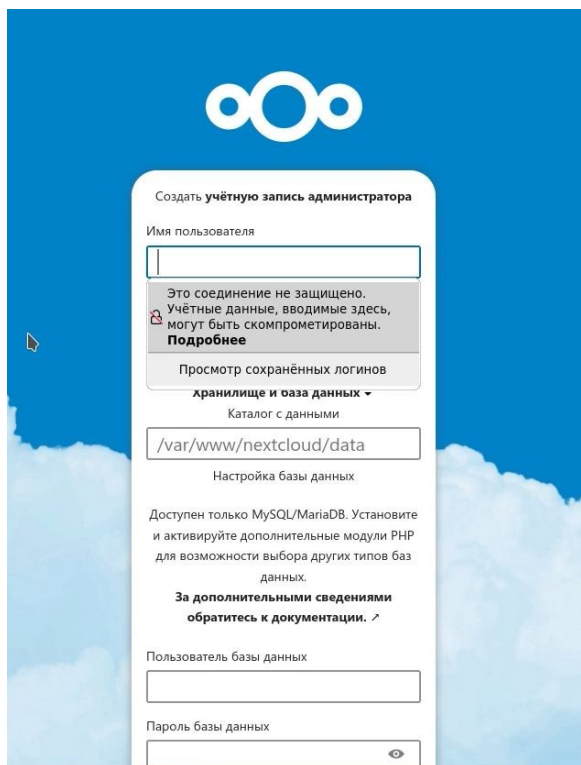 Создать учётную запись администратора
Имя пользователя
Это соединение не защищено.
Учётные данные, вводимые здесь,
могут быть скомпрометированы.
Подробнее
Просмотр сохранённых логинов
Хранилище и база данных
Каталог с данными
/var/www/nextcloud/data
Настройка базы данных
Доступен только MySQL/MariaDB. Установите
и активируйте дополнительные модули PHP
для возможности выбора других типов баз
данных.
За дополнительными сведениями
обратитесь к документации. ↗
Пользователь базы данных
Пароль базы данных